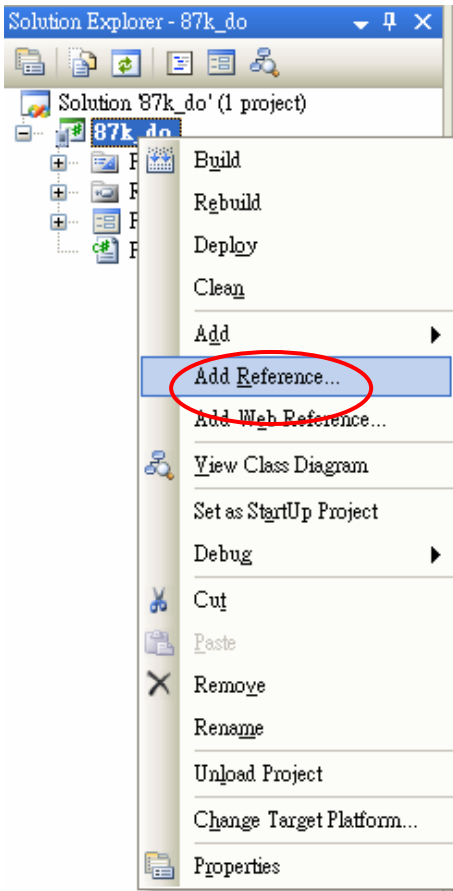 Solution Explorer - 87k_do
Solution '87k_do' (1 project)
87k_do
Build
Rebuild
Deploy
Clean
Add
Add Reference...
Add Web Reference...
View Class Diagram
Set as StartUp Project
Debug
Cut
Paste
Remove
Rename
Unload Project
Change Target Platform...
Properties